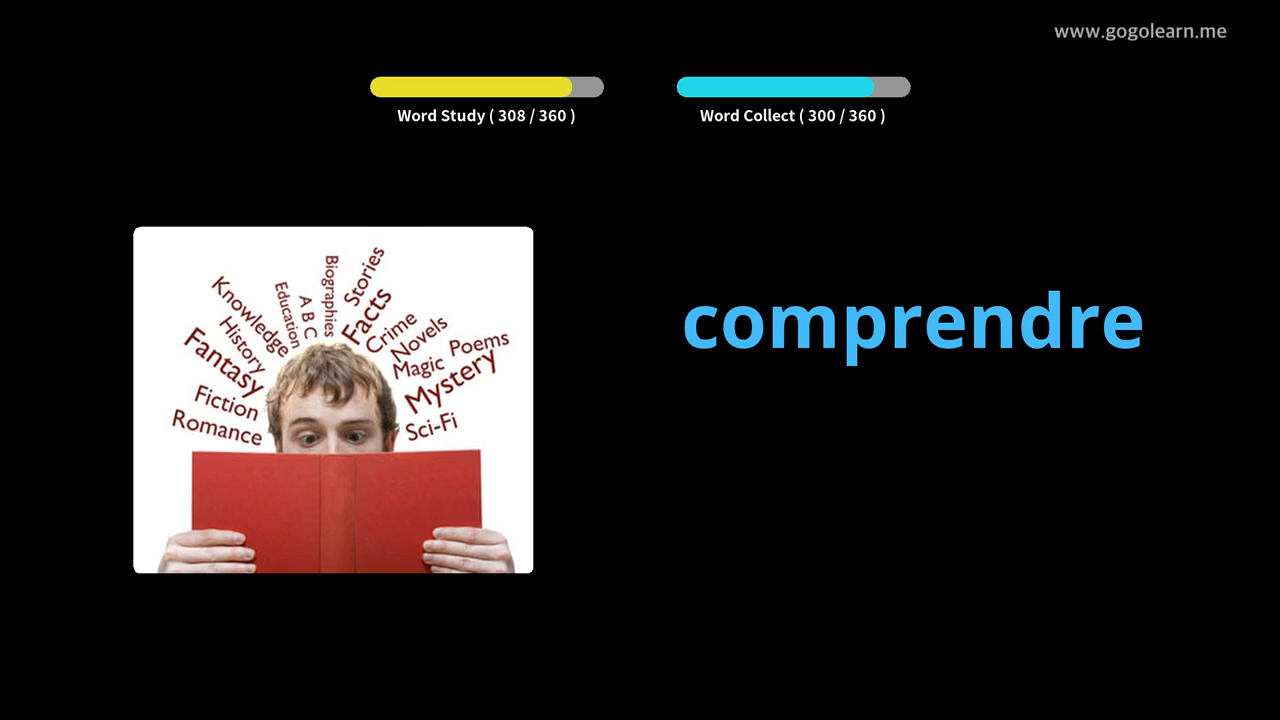 www.gogolearn.me
Word Study ( 308 / 360 )
Word Collect ( 300 / 360 )
comprendre
Biographies
Stories
Education
A B C
Facts
Knowledge
Crime
History
Novels
Poems
Fantasy
Magic
Mystery
Fiction
Romance
Sci-Fi